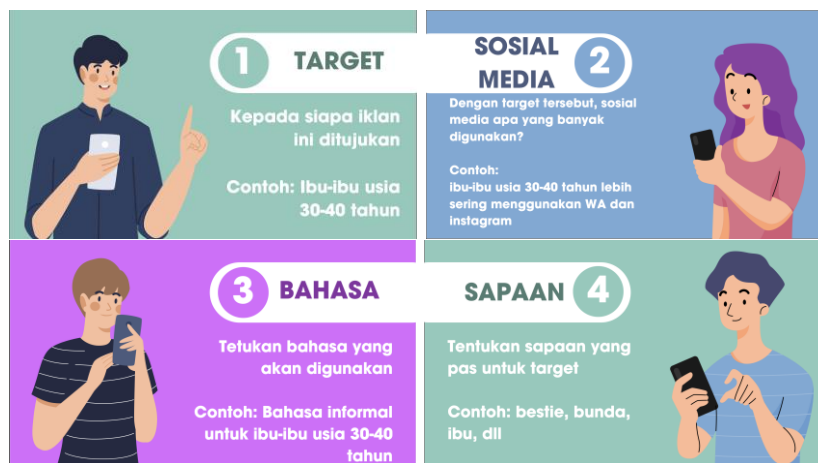 1 TARGET
Kepada siapa iklan
ini ditujukan
Contoh: Ibu-ibu usia
30-40 tahun
SOSIAL
MEDIA 2
Dengan target tersebut, sosial
media apa yang banyak
digunakan?
Contoh:
ibu-ibu usia 30-40 tahun lebih
sering menggunakan WA dan
instagram
3 BAHASA
Tetukan bahasa yang
akan digunakan
Contoh: Bahasa informal
untuk ibu-ibu usia 30-40
tahun
SAPAAN 4
Tentukan sapaan yang
pas untuk target
Contoh: bestie, bunda,
ibu, dll